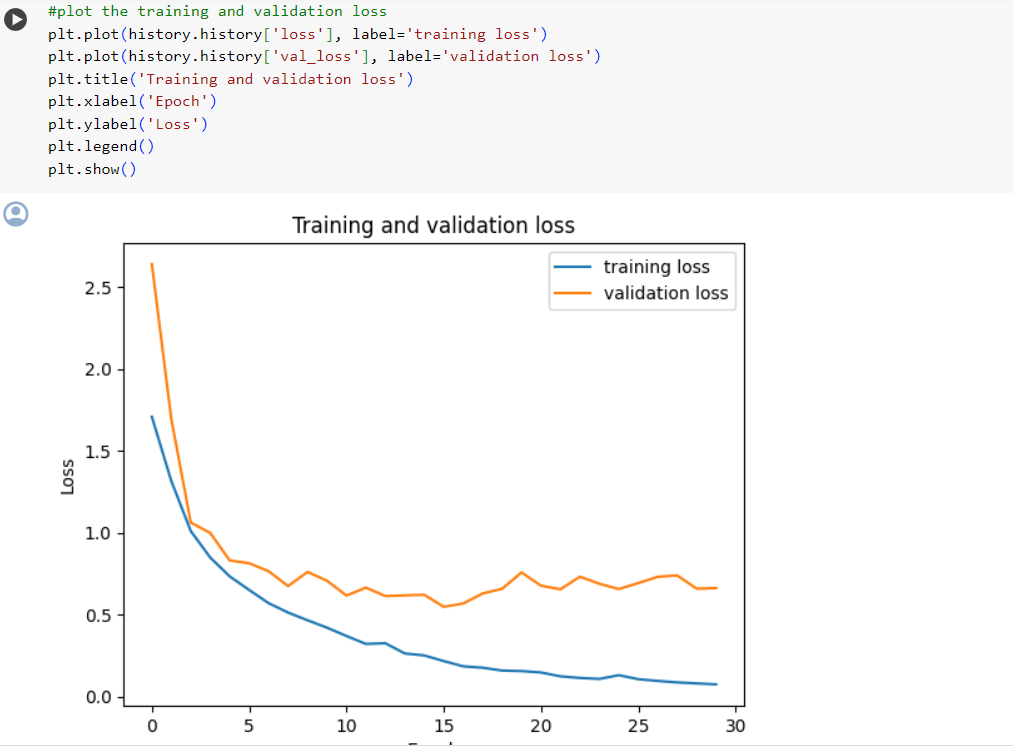 #plot the training and validation loss
plt.plot(history.history['loss'], label='training loss')
plt.plot(history.history['val_loss'], label='validation loss')
plt.title('Training and validation loss')
plt.xlabel('Epoch')
plt.ylabel('Loss')
plt.legend()
plt.show()
Training and validation loss
training loss
validation loss
2.5
2.0
1.5
1.0
0.5
0.0
Loss
0 5 10 15 20 25 30